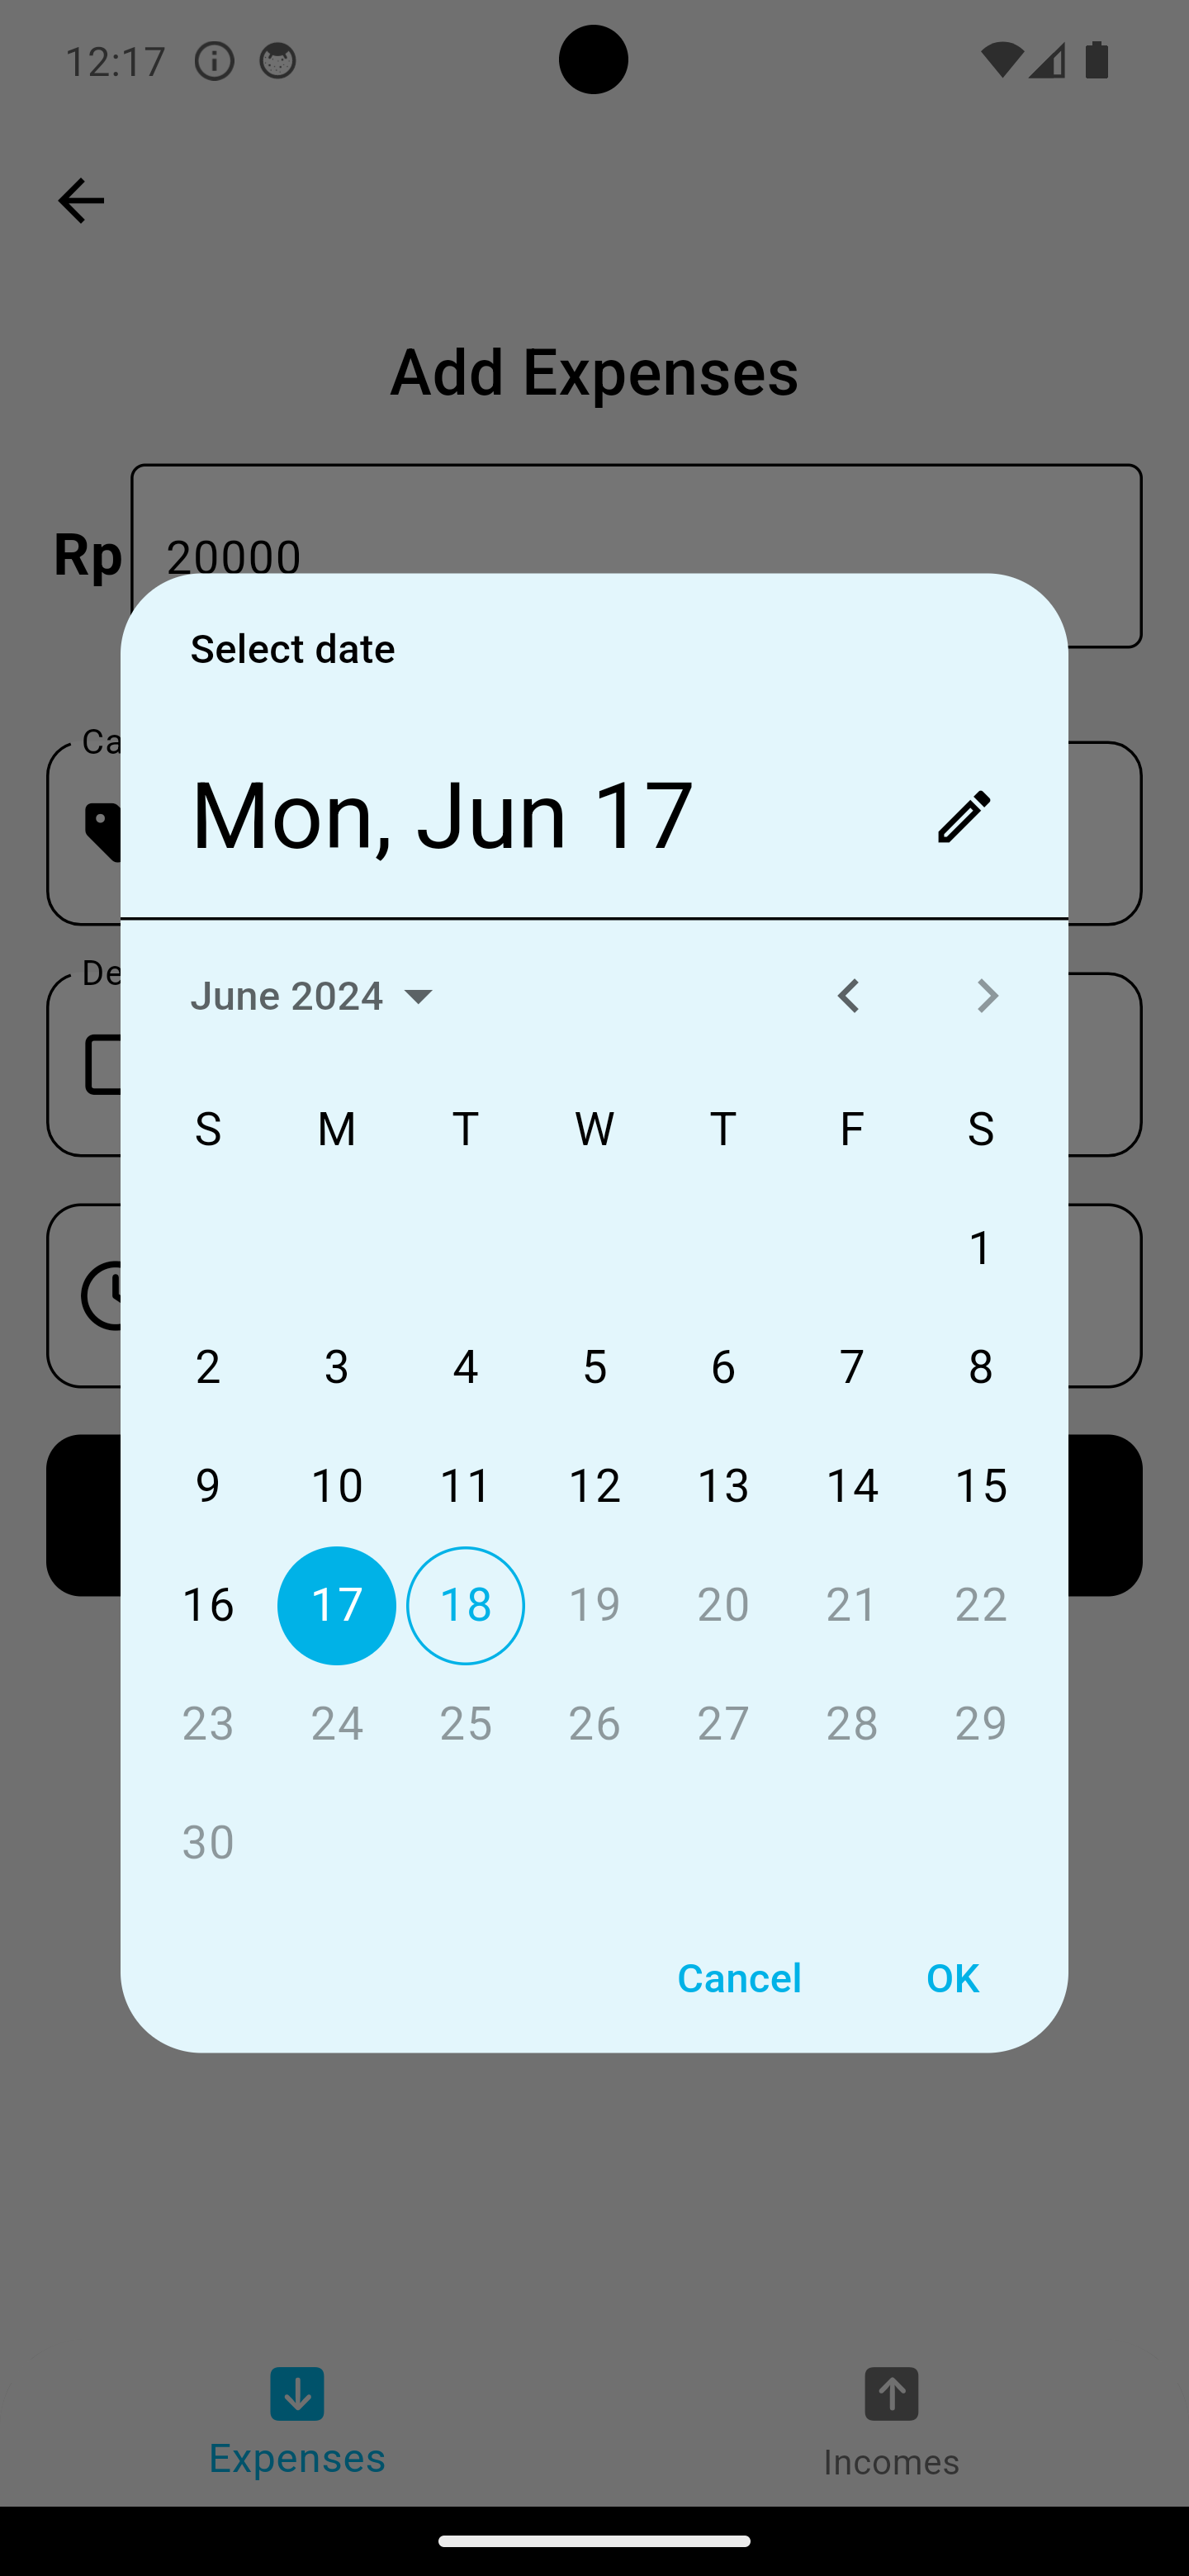 12:17
Add Expenses
Rp 20000
Select date
Ca
Mon, Jun 17
De
June 2024
S M T W T F S
1
2 3 4 5 6 7 8
9 10 11 12 13 14 15
16 17 18 19 20 21 22
23 24 25 26 27 28 29
30
Cancel OK
Expenses Incomes